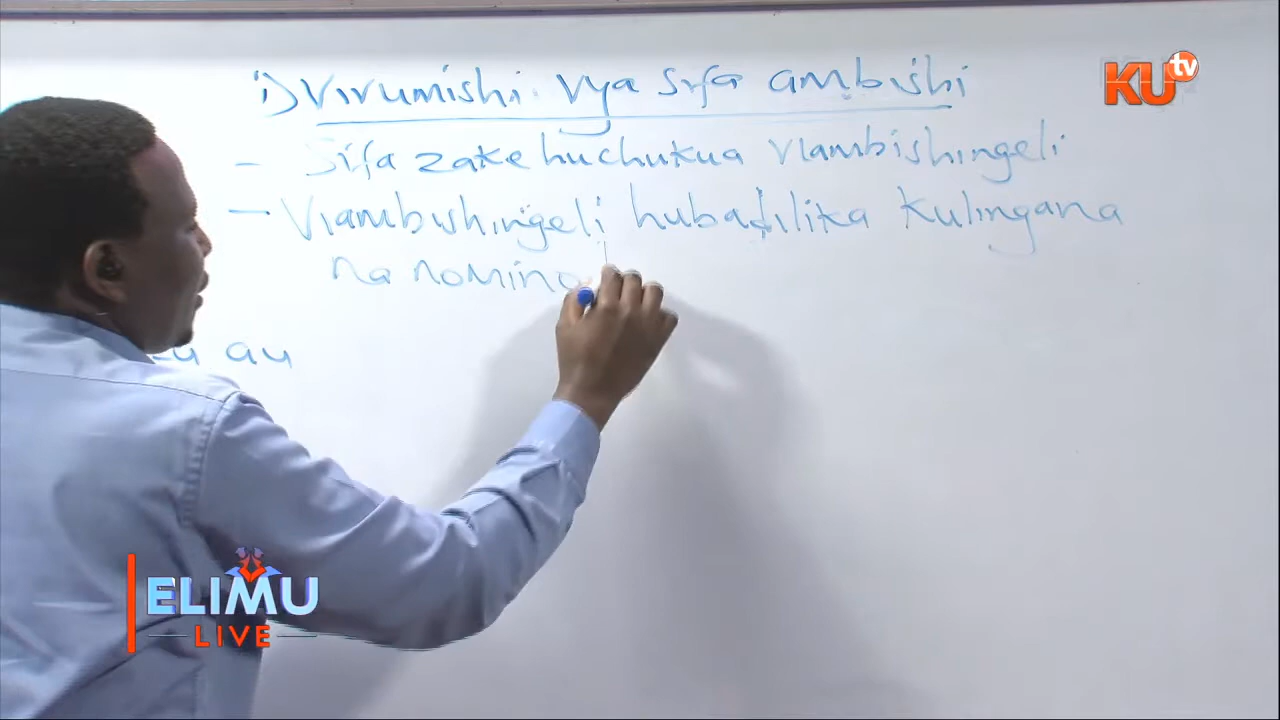 i) Virumishi vya sifa ambishi
- Sifa zake huchukua viambishingeli
- Viambishingeli hubadilika kulingana
na nomino
au
KU tv
ELIMU
LIVE